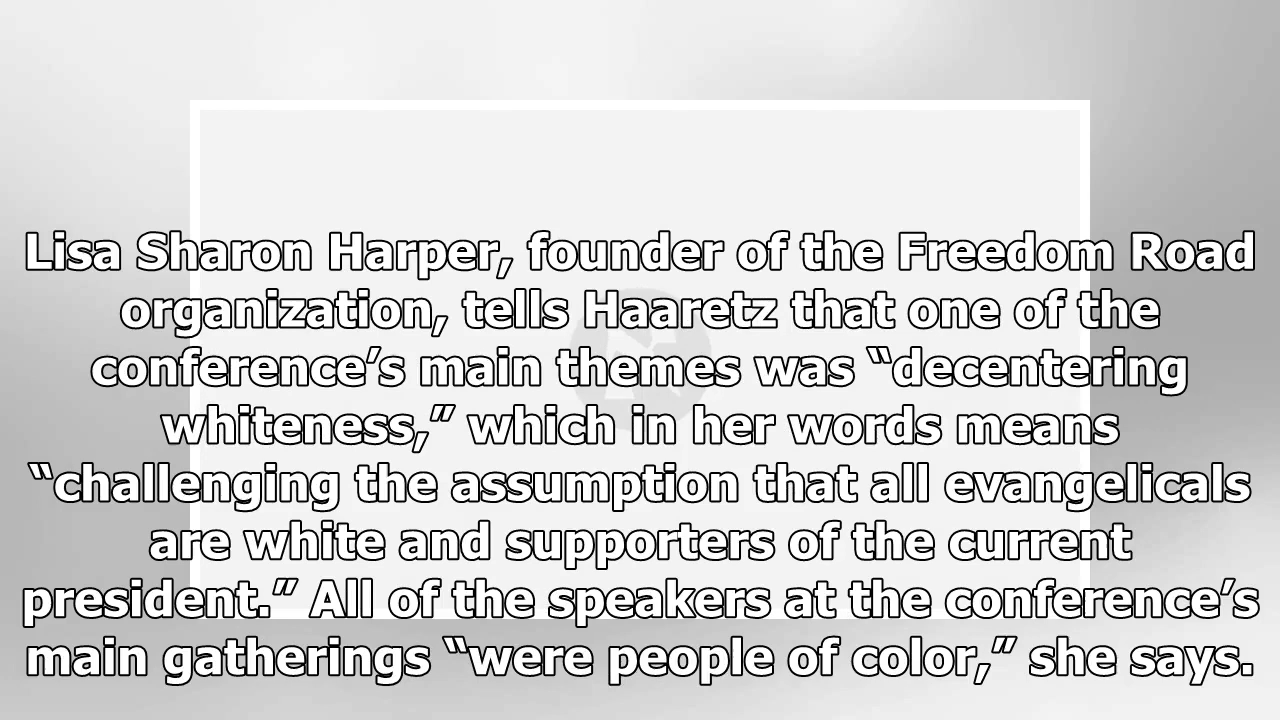 Lisa Sharon Harper, founder of the Freedom Road
organization, tells Haaretz that one of the
conference’s main themes was “decentering
whiteness,” which in her words means
“challenging the assumption that all evangelicals
are white and supporters of the current
president.” All of the speakers at the conference’s
main gatherings “were people of color,” she says.